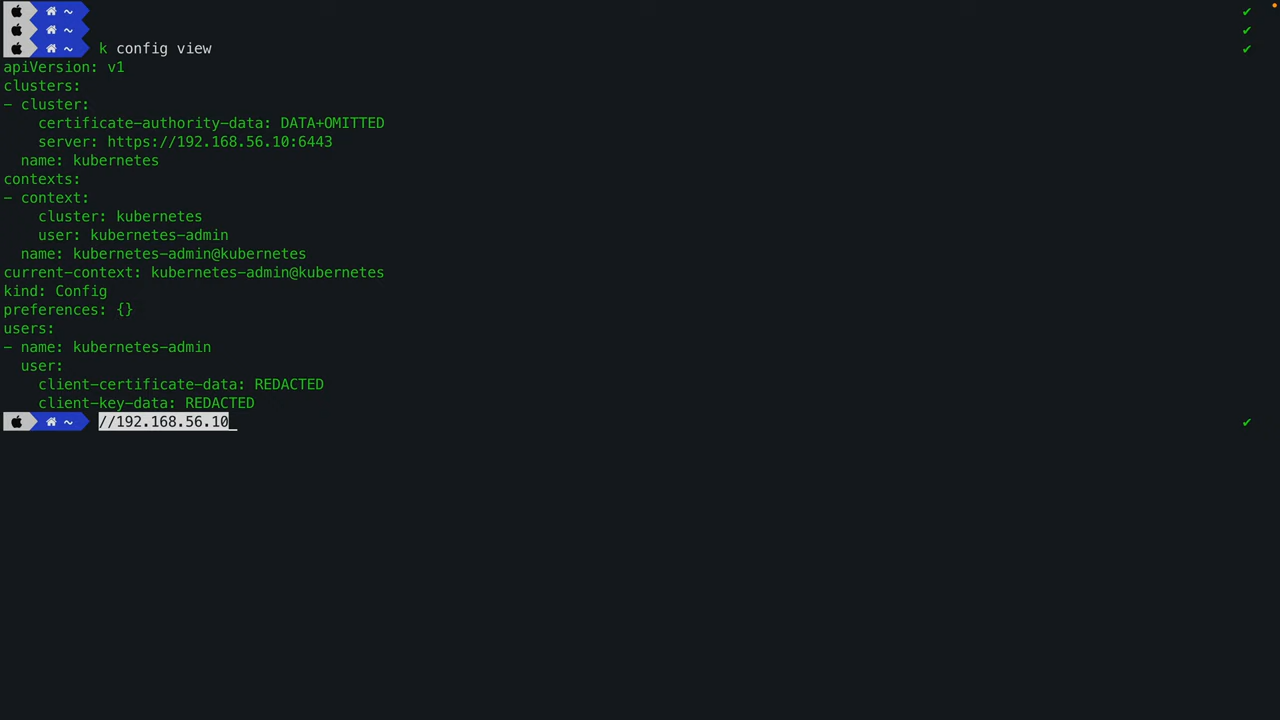 ~
~
~ k config view
apiVersion: v1
clusters:
- cluster:
    certificate-authority-data: DATA+OMITTED
    server: https://192.168.56.10:6443
  name: kubernetes
contexts:
- context:
    cluster: kubernetes
    user: kubernetes-admin
  name: kubernetes-admin@kubernetes
current-context: kubernetes-admin@kubernetes
kind: Config
preferences: {}
users:
- name: kubernetes-admin
  user:
    client-certificate-data: REDACTED
    client-key-data: REDACTED
~ //192.168.56.10